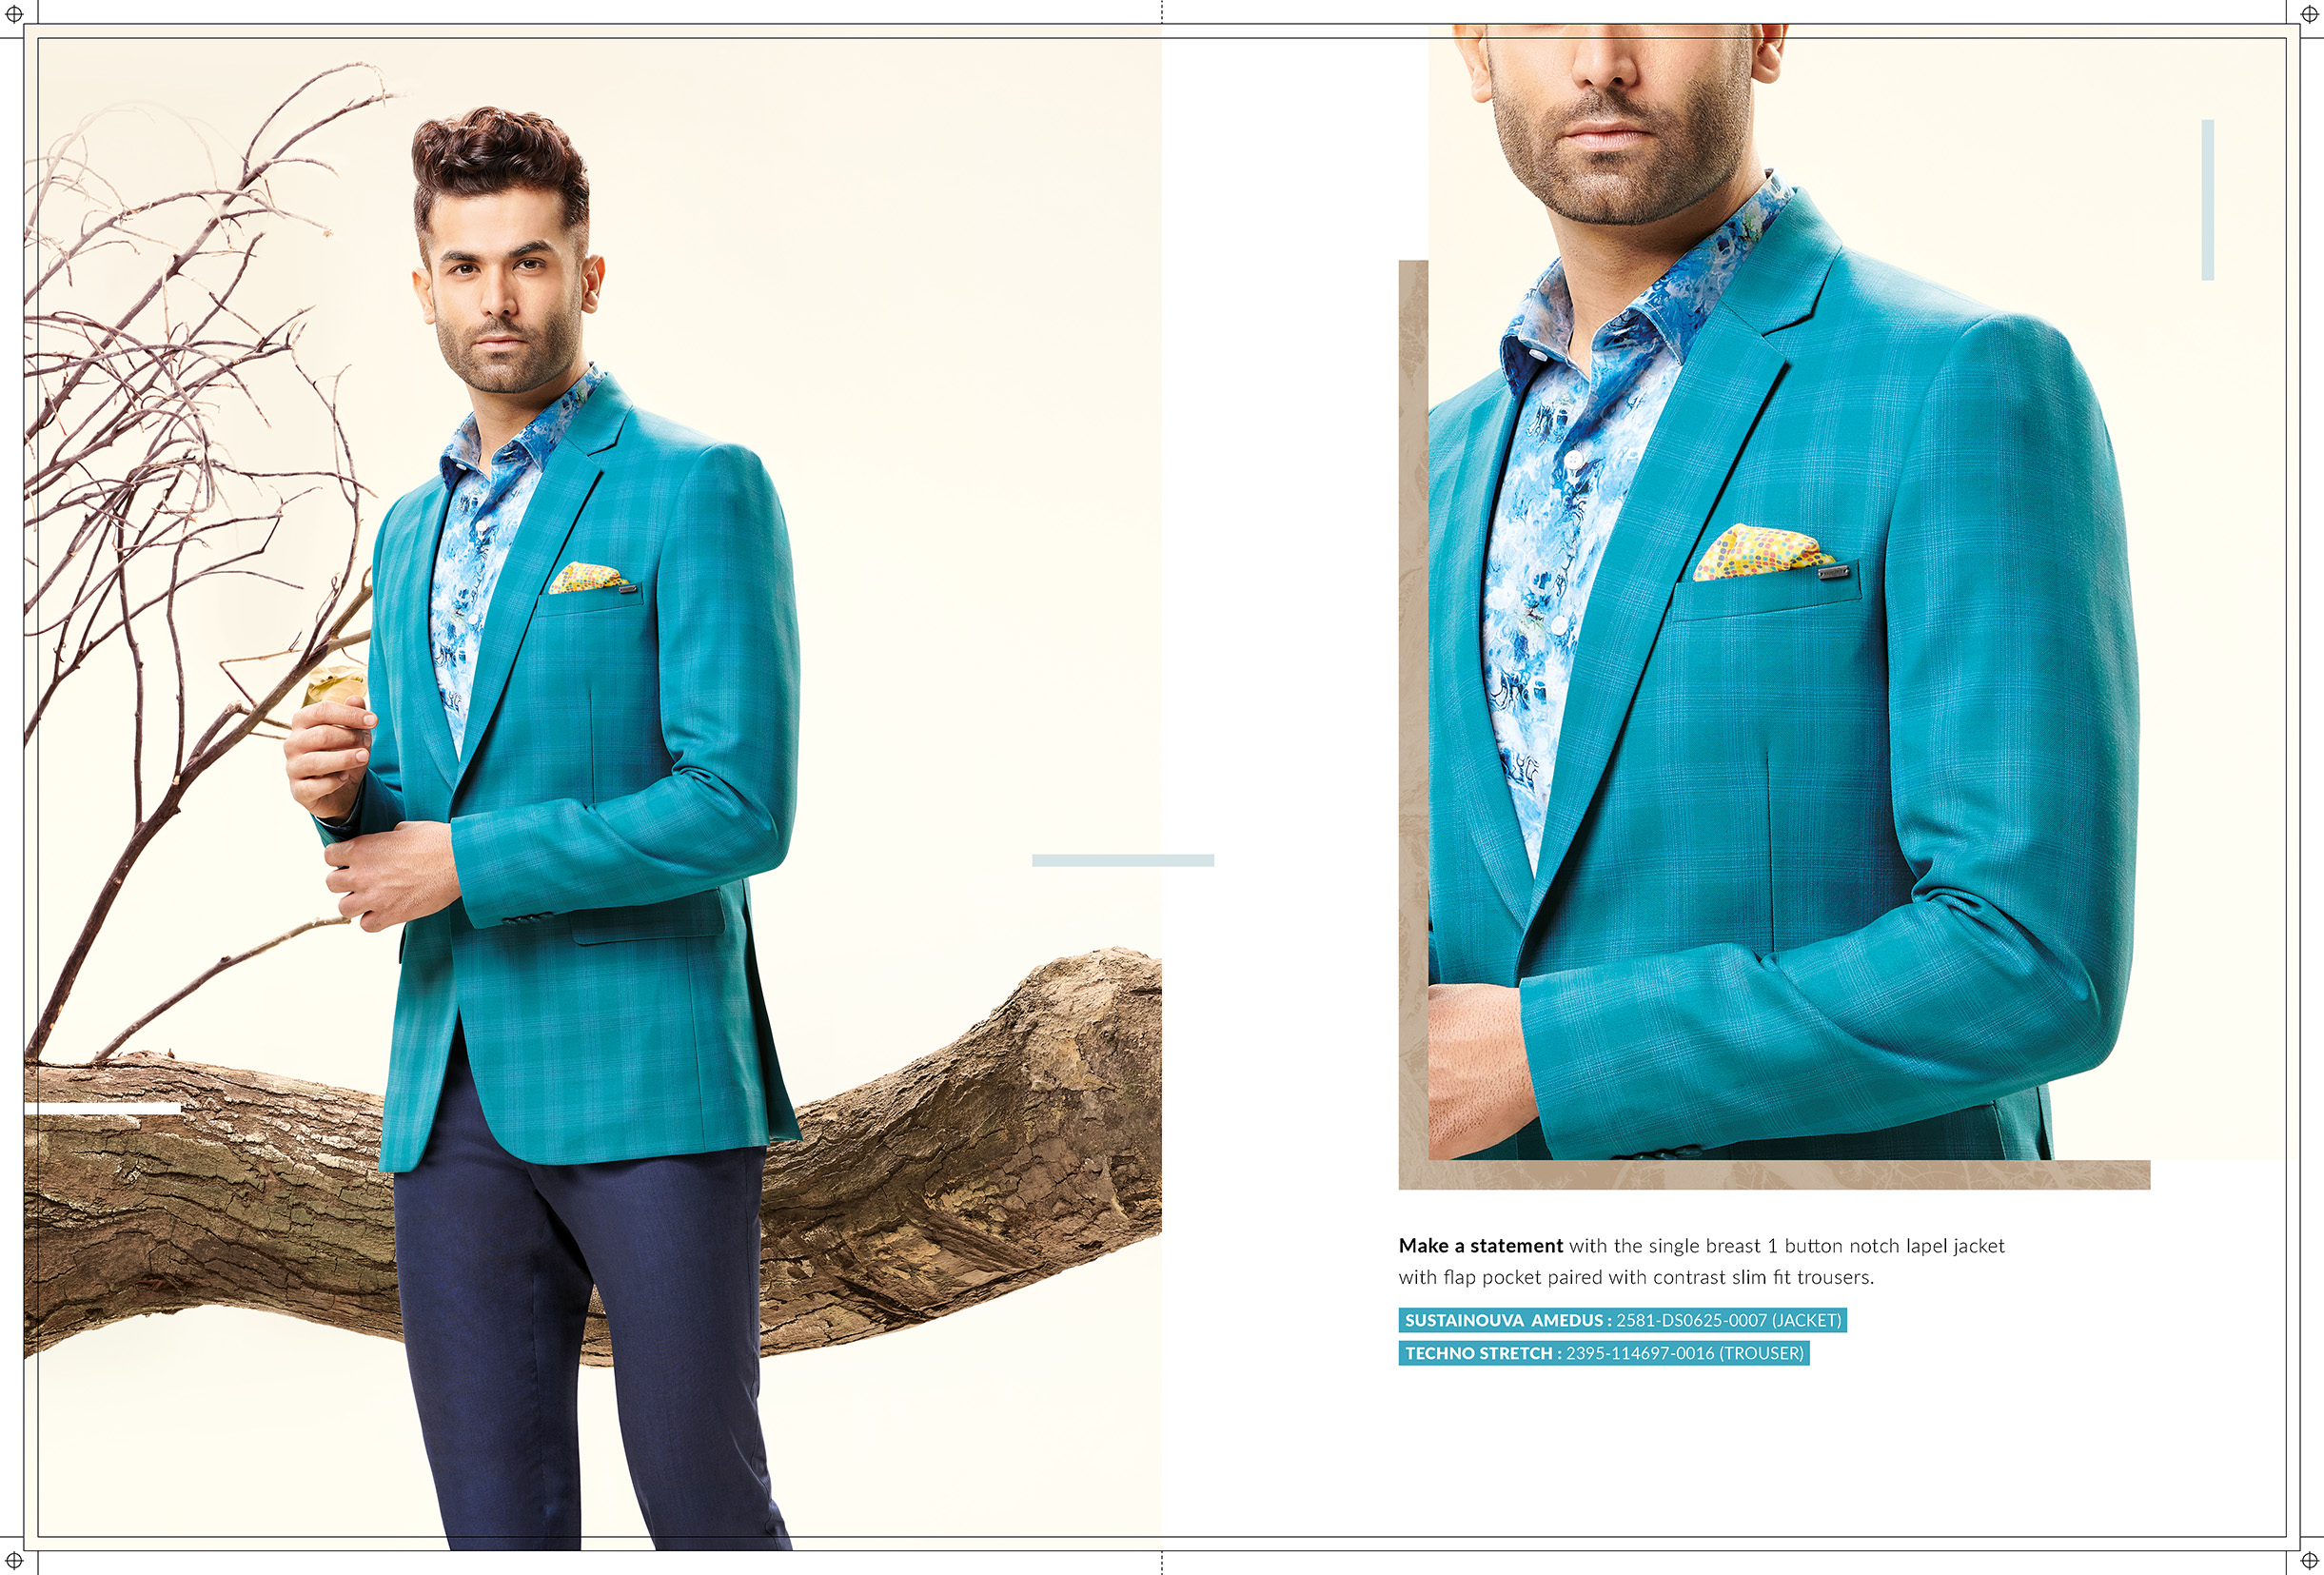 Make a statement with the single breast 1 button notch lapel jacket
with flap pocket paired with contrast slim fit trousers.
SUSTAINOUVA AMEDUS : 2581-DS0625-0007 (JACKET)
TECHNO STRETCH : 2395-114697-0016 (TROUSER)